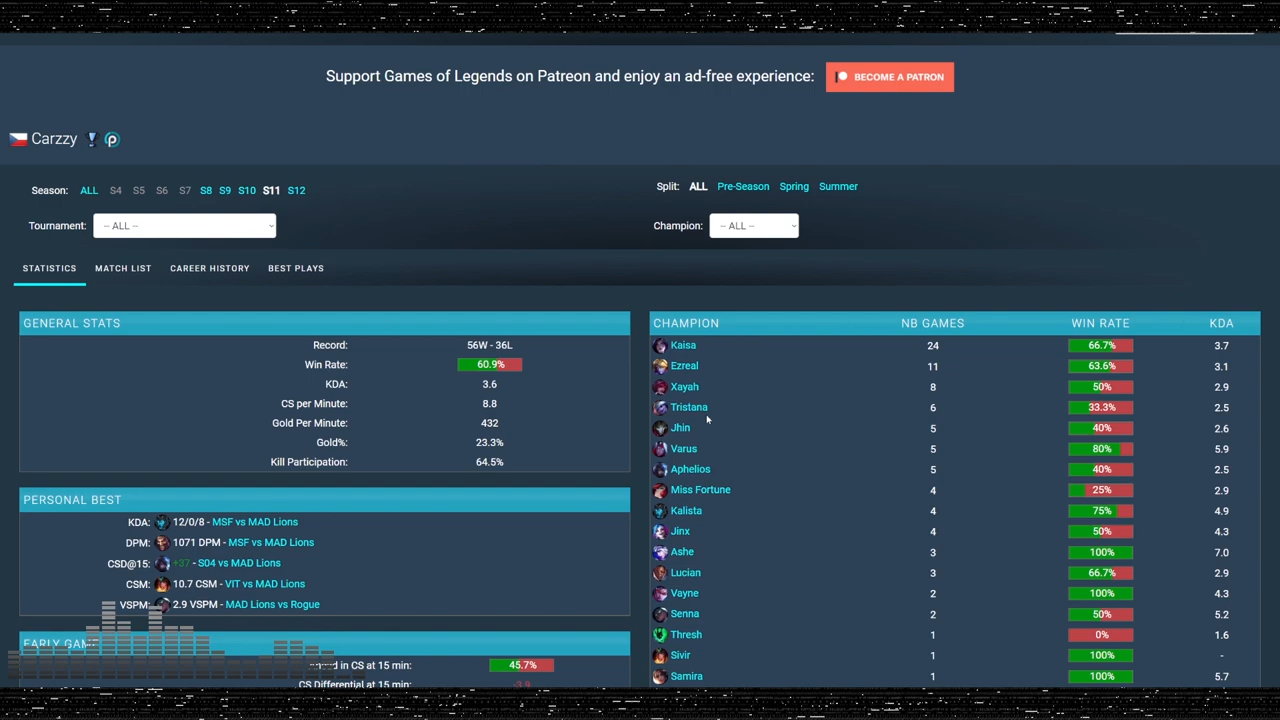 Support Games of Legends on Patreon and enjoy an ad-free experience: BECOME A PATRON
Carzzy
Season: ALL S4 S5 S6 S7 S8 S9 S10 S11 S12
Split: ALL Pre-Season Spring Summer
Tournament: -- ALL --
Champion: -- ALL --
STATISTICS MATCH LIST CAREER HISTORY BEST PLAYS
GENERAL STATS
Record: 56W - 36L
Win Rate: 60.9%
KDA: 3.6
CS per Minute: 8.8
Gold Per Minute: 432
Gold%: 23.3%
Kill Participation: 64.5%
PERSONAL BEST
KDA: 12/0/8 - MSF vs MAD Lions
DPM: 1071 DPM - MSF vs MAD Lions
CSD@15: +37 - S04 vs MAD Lions
CSM: 10.7 CSM - VIT vs MAD Lions
VSPM: 2.9 VSPM - MAD Lions vs Rogue
EARLY GAME
in CS at 15 min: 45.7%
CS Differential at 15 min: -3.9
CHAMPION NB GAMES WIN RATE KDA
Kaisa 24 66.7% 3.7
Ezreal 11 63.6% 3.1
Xayah 8 50% 2.9
Tristana 6 33.3% 2.5
Jhin 5 40% 2.6
Varus 5 80% 5.9
Aphelios 5 40% 2.5
Miss Fortune 4 25% 2.9
Kalista 4 75% 4.9
Jinx 4 50% 4.3
Ashe 3 100% 7.0
Lucian 3 66.7% 2.9
Vayne 2 100% 4.3
Senna 2 50% 5.2
Thresh 1 0% 1.6
Sivir 1 100% -
Samira 1 100% 5.7